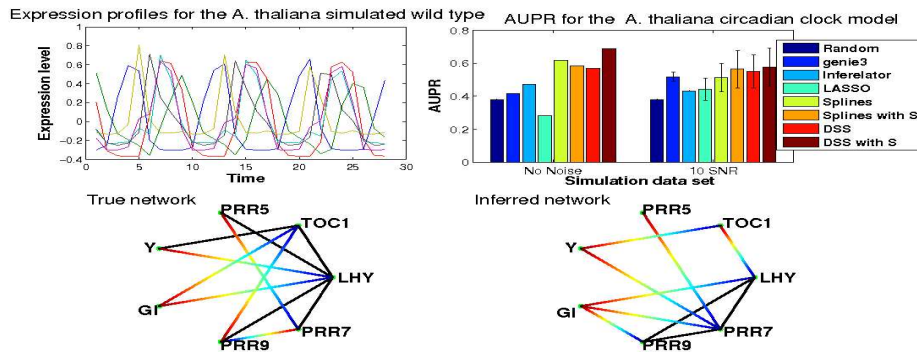 Expression profiles for the A. thaliana simulated wild type
Expression level
1
0.8
0.6
0.4
0.2
0
−0.2
−0.4
0
5
10
15
20
25
30
Time
AUPR for the A. thaliana circadian clock model
AUPR
0.8
0.6
0.4
0.2
0
No Noise
10 SNR
Simulation data set
Random
genie3
Inferelator
LASSO
Splines
Splines with S
DSS
DSS with S
True network
PRR5
TOC1
Y
LHY
GI
PRR7
PRR9
Inferred network
PRR5
TOC1
Y
LHY
GI
PRR7
PRR9